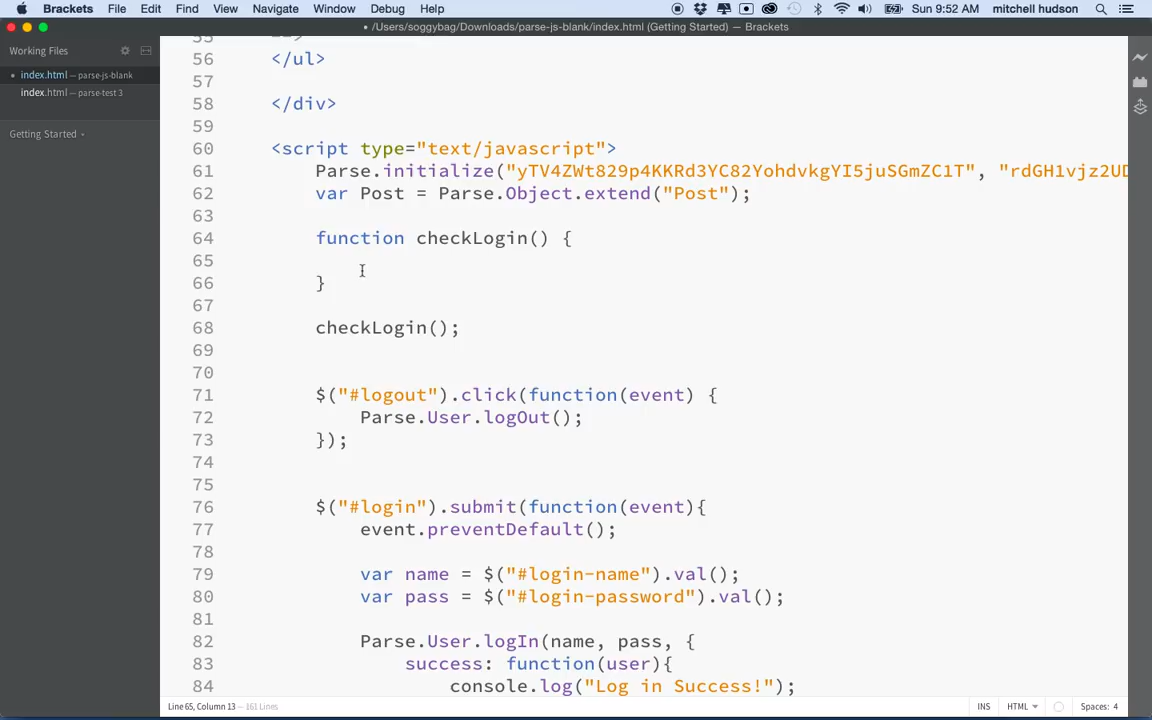 Brackets File Edit Find View Navigate Window Debug Help Sun 9:52 AM mitchell hudson
• /Users/soggybag/Downloads/parse-js-blank/index.html (Getting Started) — Brackets
Working Files
• index.html — parse-js-blank
index.html — parse-test 3
Getting Started
55 -->
56 </ul>
57
58 </div>
59
60 <script type="text/javascript">
61 Parse.initialize("yTV4ZWt829p4KKRd3YC82YohdvkgYI5juSGmZC1T", "rdGH1vjz2UD
62 var Post = Parse.Object.extend("Post");
63
64 function checkLogin() {
65
66 }
67
68 checkLogin();
69
70
71 $("#logout").click(function(event) {
72 Parse.User.logOut();
73 });
74
75
76 $("#login").submit(function(event){
77 event.preventDefault();
78
79 var name = $("#login-name").val();
80 var pass = $("#login-password").val();
81
82 Parse.User.logIn(name, pass, {
83 success: function(user){
84 console.log("Log in Success!");
Line 65, Column 13 — 161 Lines INS HTML Spaces: 4